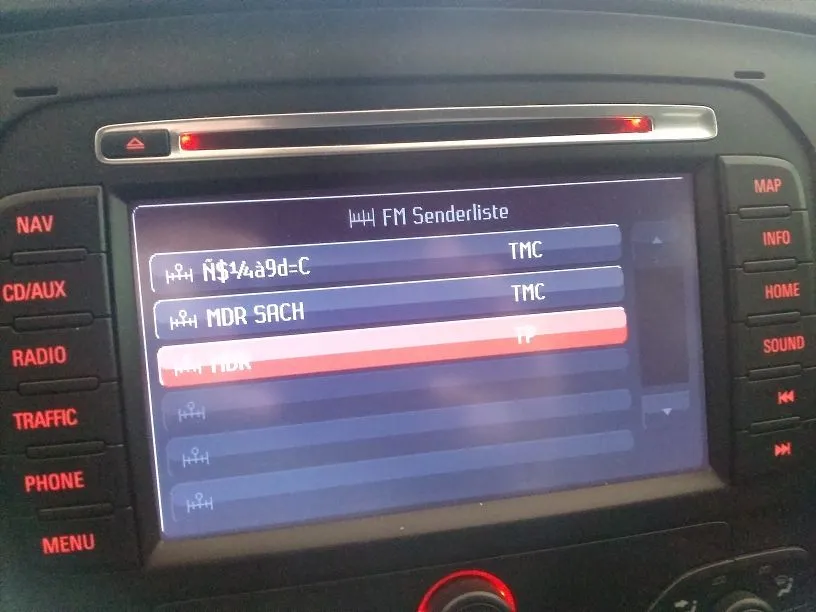 NAV
CD/AUX
RADIO
TRAFFIC
PHONE
MENU
FM Senderliste
Ñ$¼à9d=C TMC
MDR SACH TMC
MDR TP
MAP
INFO
HOME
SOUND